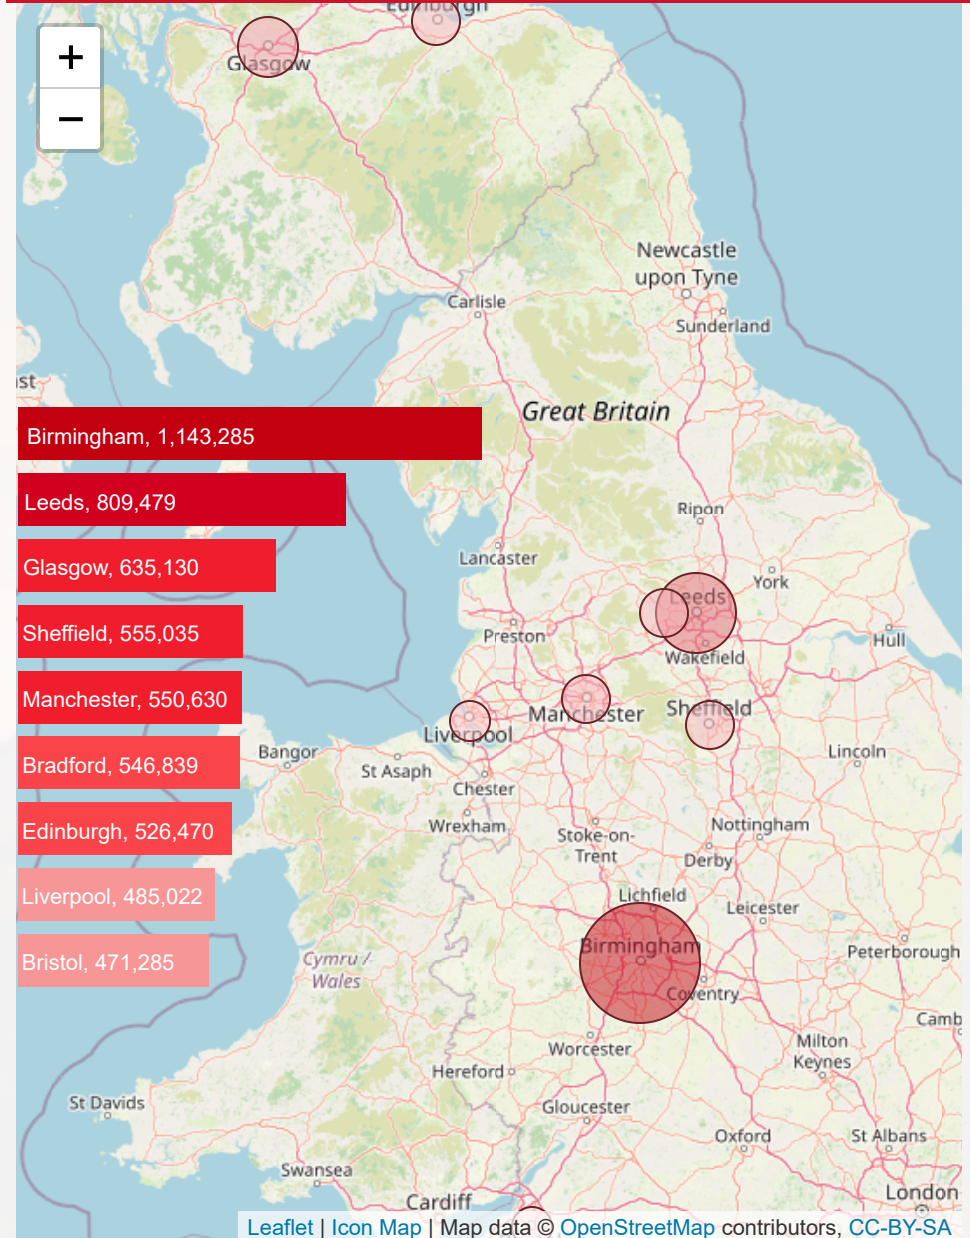 Edinburgh
+
Glasgow
−
Newcastle
upon Tyne
Carlisle
Sunderland
st
Great Britain
Birmingham, 1,143,285
Leeds, 809,479
Ripon
Lancaster
Glasgow, 635,130
York
Leeds
Sheffield, 555,035
Preston
Hull
Wakefield
Manchester, 550,630
Manchester
Sheffield
Liverpool
Bradford, 546,839
Bangor
St Asaph
Lincoln
Chester
Edinburgh, 526,470
Wrexham
Stoke-on-
Trent
Nottingham
Derby
Liverpool, 485,022
Lichfield
Leicester
Bristol, 471,285
Cymru /
Wales
Birmingham
Peterborough
Coventry
Camb
Worcester
Milton
Keynes
Hereford
St Davids
Gloucester
Oxford
St Albans
Swansea
Cardiff
London
Leaflet | Icon Map | Map data © OpenStreetMap contributors, CC-BY-SA